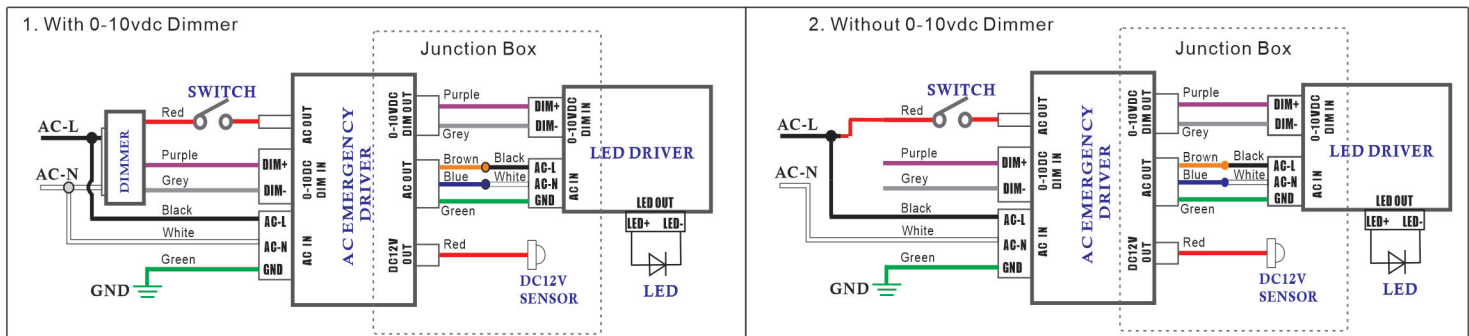 1. With 0-10vdc Dimmer
Junction Box
SWITCH
Red
AC-L
AC-N
DIMMER
Purple
Grey
Black
White
Green
GND
AC OUT
DIM+
DIM-
0-10DC
DIM IN
AC-L
AC-N
GND
AC IN
AC EMERGENCY
DRIVER
0-10VDC
DIM OUT
AC OUT
DC12V
OUT
Purple
Grey
Brown
Black
Blue
White
Green
Red
DC12V
SENSOR
DIM+
DIM-
0-10VDC
DIM IN
AC-L
AC-N
GND
AC IN
LED DRIVER
LED OUT
LED+ LED-
LED
2. Without 0-10vdc Dimmer
Junction Box
SWITCH
Red
AC-L
AC-N
Purple
Grey
Black
White
Green
GND
AC OUT
DIM+
DIM-
0-10DC
DIM IN
AC-L
AC-N
GND
AC IN
AC EMERGENCY
DRIVER
0-10VDC
DIM OUT
AC OUT
DC12V
OUT
Purple
Grey
Brown
Black
Blue
White
Green
Red
DC12V
SENSOR
DIM+
DIM-
0-10VDC
DIM IN
AC-L
AC-N
GND
AC IN
LED DRIVER
LED OUT
LED+ LED-
LED